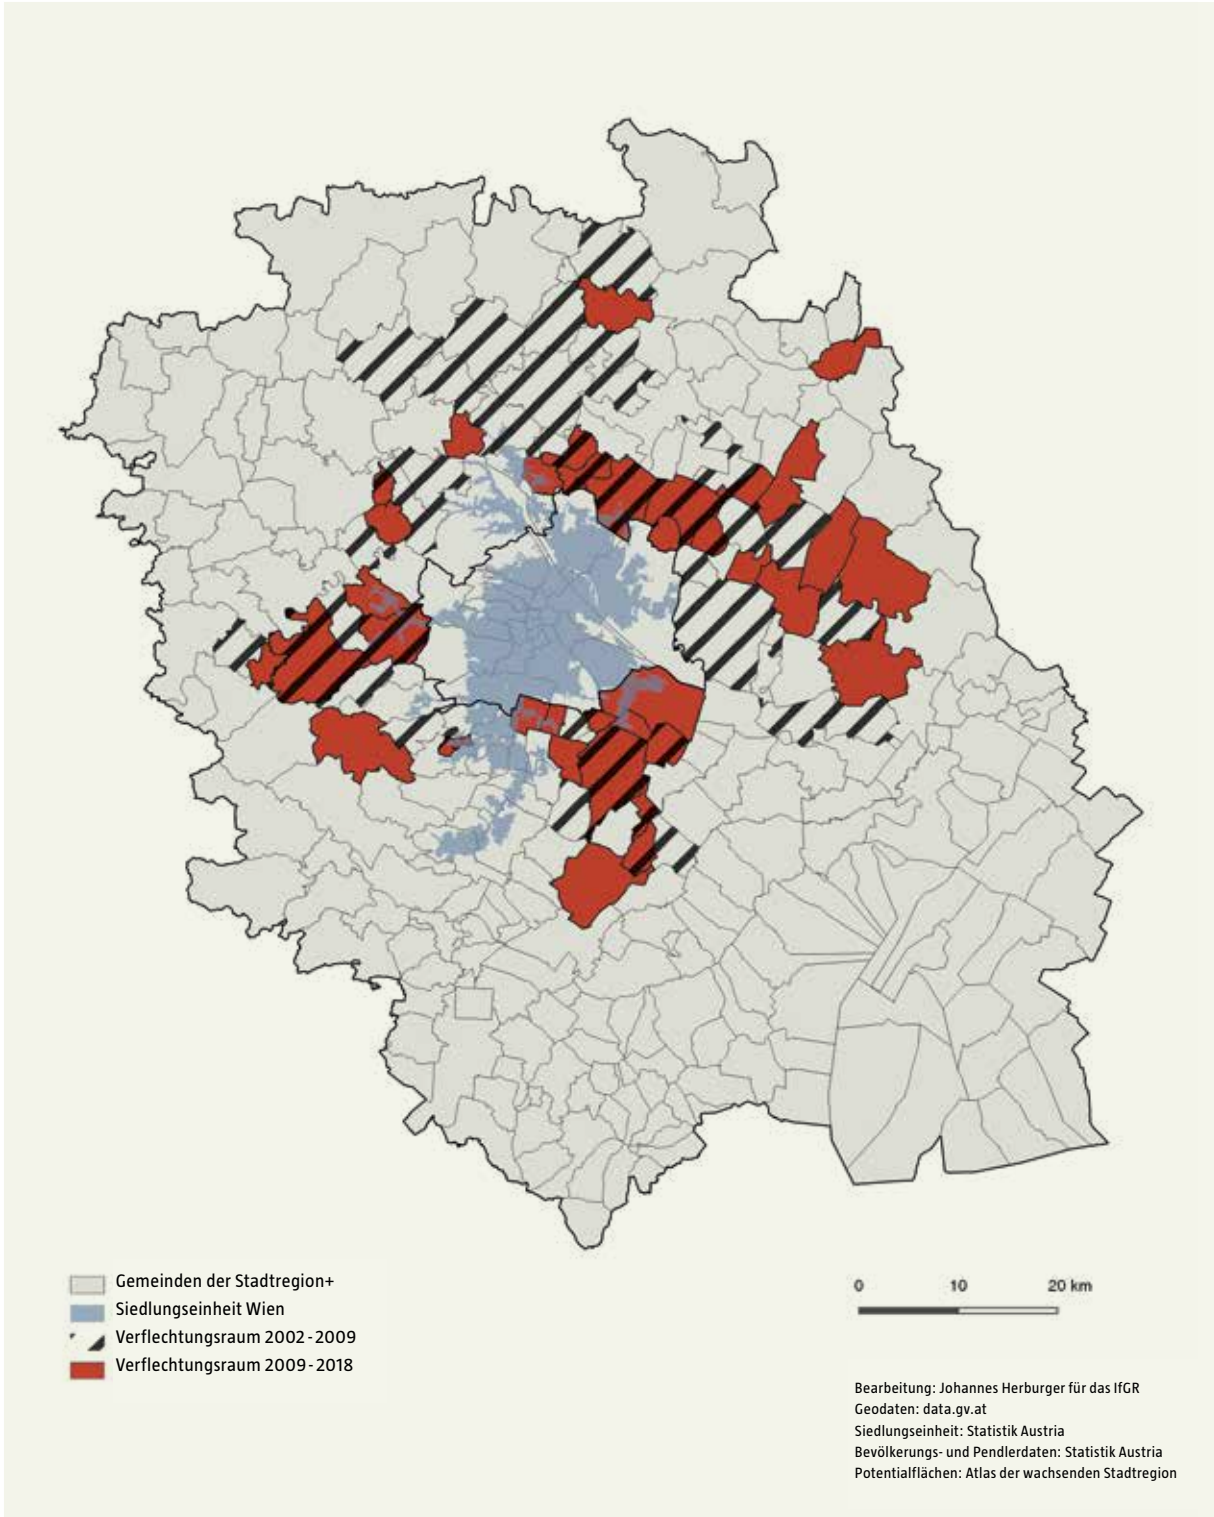 Gemeinden der Stadtregion+
Siedlungseinheit Wien
Verflechtungsraum 2002-2009
Verflechtungsraum 2009-2018
0 10 20 km
Bearbeitung: Johannes Herburger für das IfGR
Geodaten: data.gv.at
Siedlungseinheit: Statistik Austria
Bevölkerungs- und Pendlerdaten: Statistik Austria
Potentialflächen: Atlas der wachsenden Stadtregion